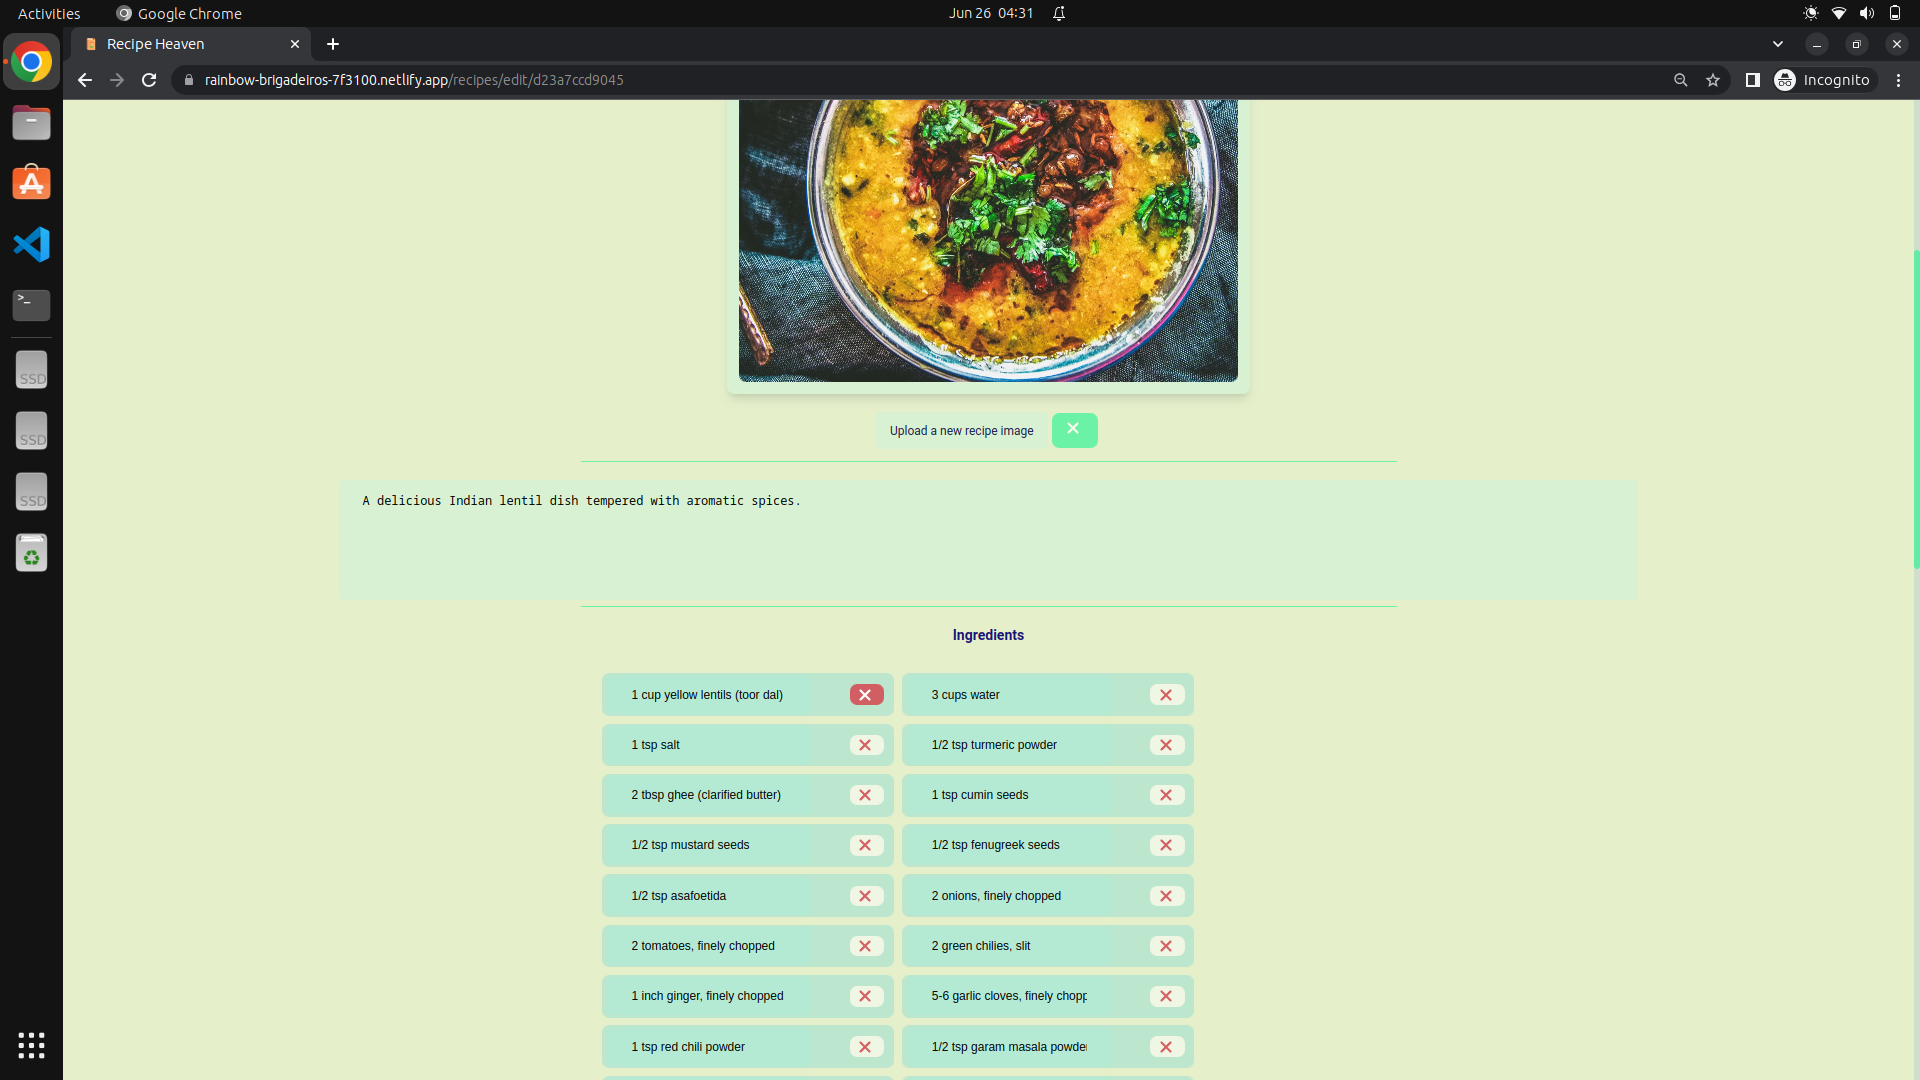 Activities
Google Chrome
Jun 26 04:31
Recipe Heaven
rainbow-brigadeiros-7f3100.netlify.app/recipes/edit/d23a7ccd9045
Incognito
>_
SSD
SSD
SSD
Upload a new recipe image
A delicious Indian lentil dish tempered with aromatic spices.
Ingredients
1 cup yellow lentils (toor dal)
3 cups water
1 tsp salt
1/2 tsp turmeric powder
2 tbsp ghee (clarified butter)
1 tsp cumin seeds
1/2 tsp mustard seeds
1/2 tsp fenugreek seeds
1/2 tsp asafoetida
2 onions, finely chopped
2 tomatoes, finely chopped
2 green chilies, slit
1 inch ginger, finely chopped
5-6 garlic cloves, finely chopp
1 tsp red chili powder
1/2 tsp garam masala powder